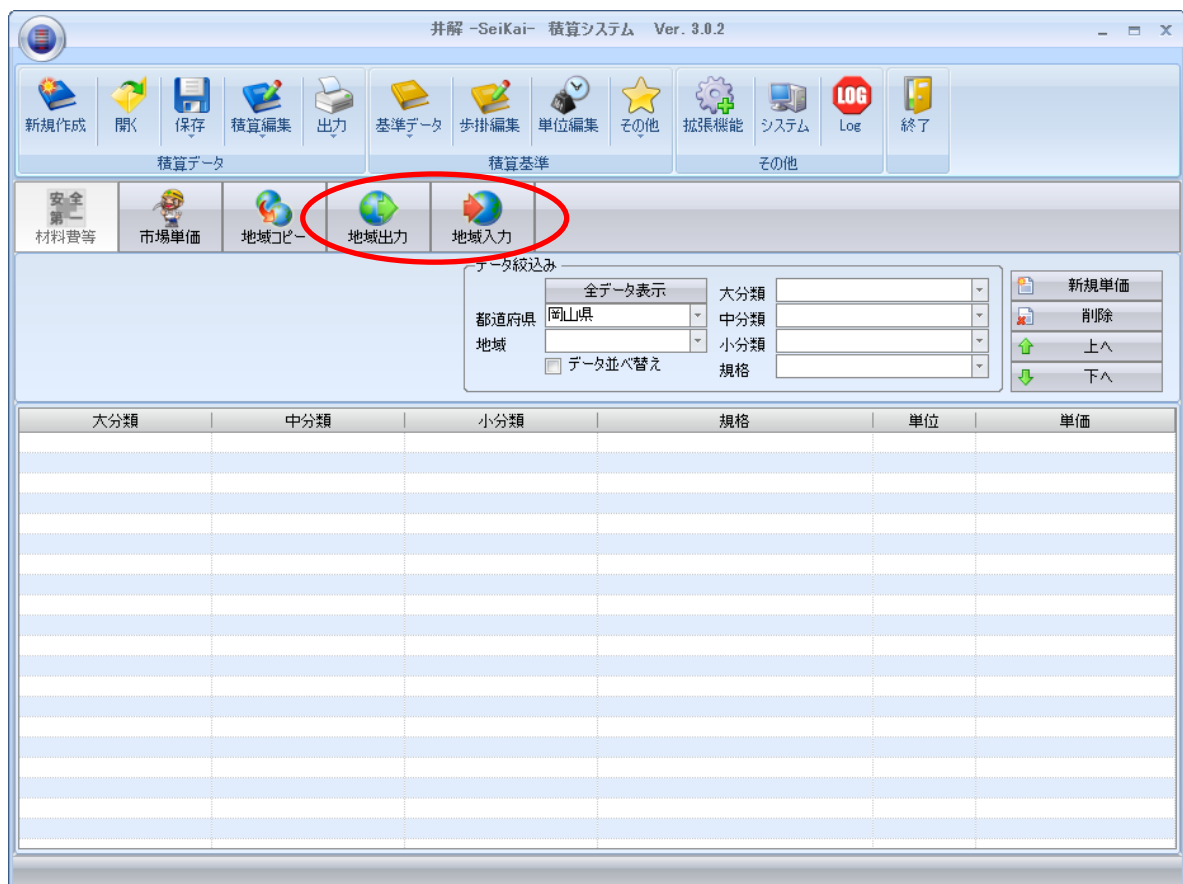 井解 -SeiKai- 積算システム Ver. 3.0.2
新規作成 開く 保存 積算編集 出力 基準データ 歩掛編集 単位編集 その他 拡張機能 システム LOG Log 終了
積算データ 積算基準 その他
安全第一
材料費等 市場単価 地域コピー 地域出力 地域入力
データ絞込み
全データ表示 大分類 新規単価
都道府県 岡山県 中分類 削除
地域 小分類 上へ
データ並べ替え 規格 下へ
大分類 中分類 小分類 規格 単位 単価